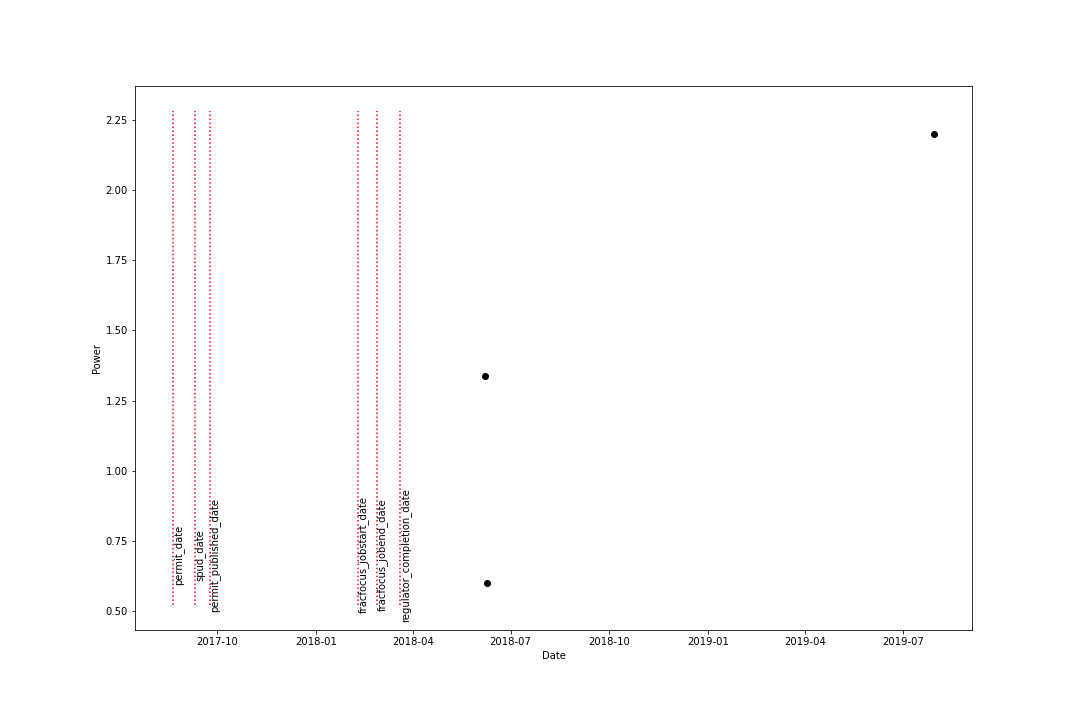 2.25
2.00
1.75
1.50
1.25
1.00
0.75
0.50
Power
permit_date
spud_date
permit_published_date
fracfocus_jobstart_date
fracfocus_jobend_date
regulator_completion_date
2017-10
2018-01
2018-04
2018-07
2018-10
2019-01
2019-04
2019-07
Date